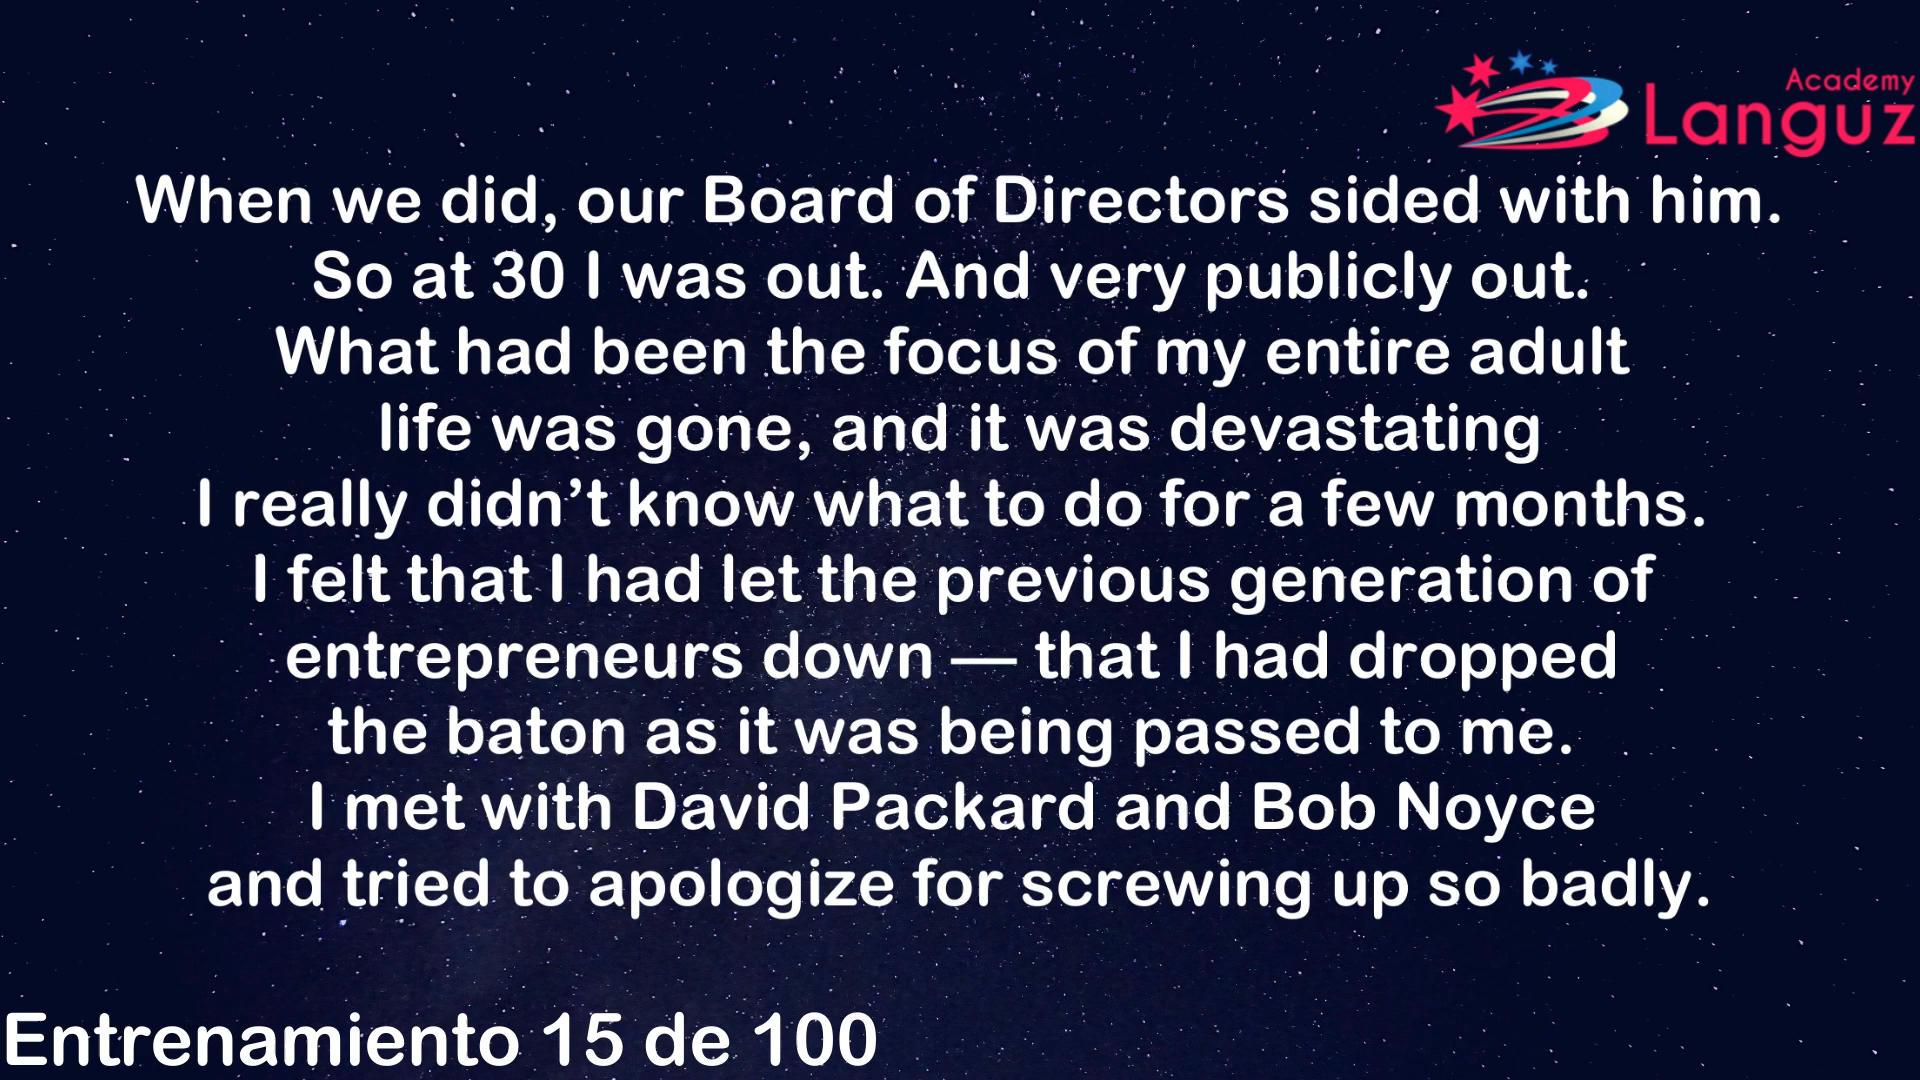 Academy
Languz
When we did, our Board of Directors sided with him.
So at 30 I was out. And very publicly out.
What had been the focus of my entire adult
life was gone, and it was devastating
I really didn’t know what to do for a few months.
I felt that I had let the previous generation of
entrepreneurs down — that I had dropped
the baton as it was being passed to me.
I met with David Packard and Bob Noyce
and tried to apologize for screwing up so badly.
Entrenamiento 15 de 100